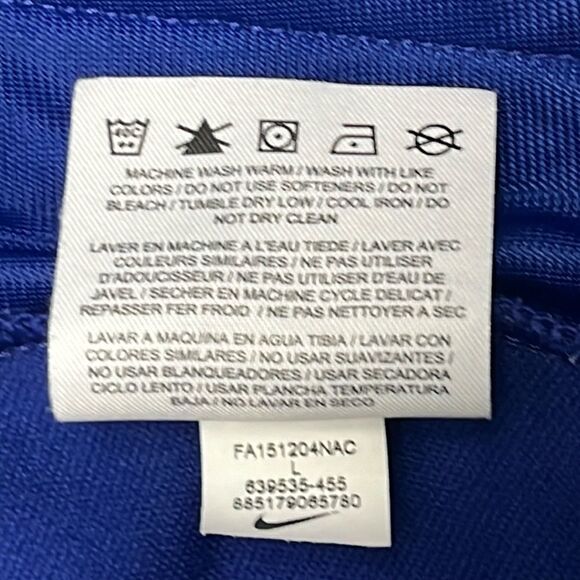 40C
MACHINE WASH WARM / WASH WITH LIKE
COLORS / DO NOT USE SOFTENERS / DO NOT
BLEACH / TUMBLE DRY LOW / COOL IRON / DO
NOT DRY CLEAN
LAVER EN MACHINE A L'EAU TIEDE / LAVER AVEC
COULEURS SIMILAIRES / NE PAS UTILISER
D'ADOUCISSEUR / NE PAS UTILISER D'EAU DE
JAVEL / SECHER EN MACHINE CYCLE DELICAT /
REPASSER FER FROID / NE PAS NETTOYER A SEC
LAVAR A MAQUINA EN AGUA TIBIA / LAVAR CON
COLORES SIMILARES / NO USAR SUAVIZANTES /
NO USAR BLANQUEADORES / USAR SECADORA
CICLO LENTO / USAR PLANCHA TEMPERATURA
BAJA / NO LAVAR EN SECO
FA151204NAC
L
639535-455
885179065780